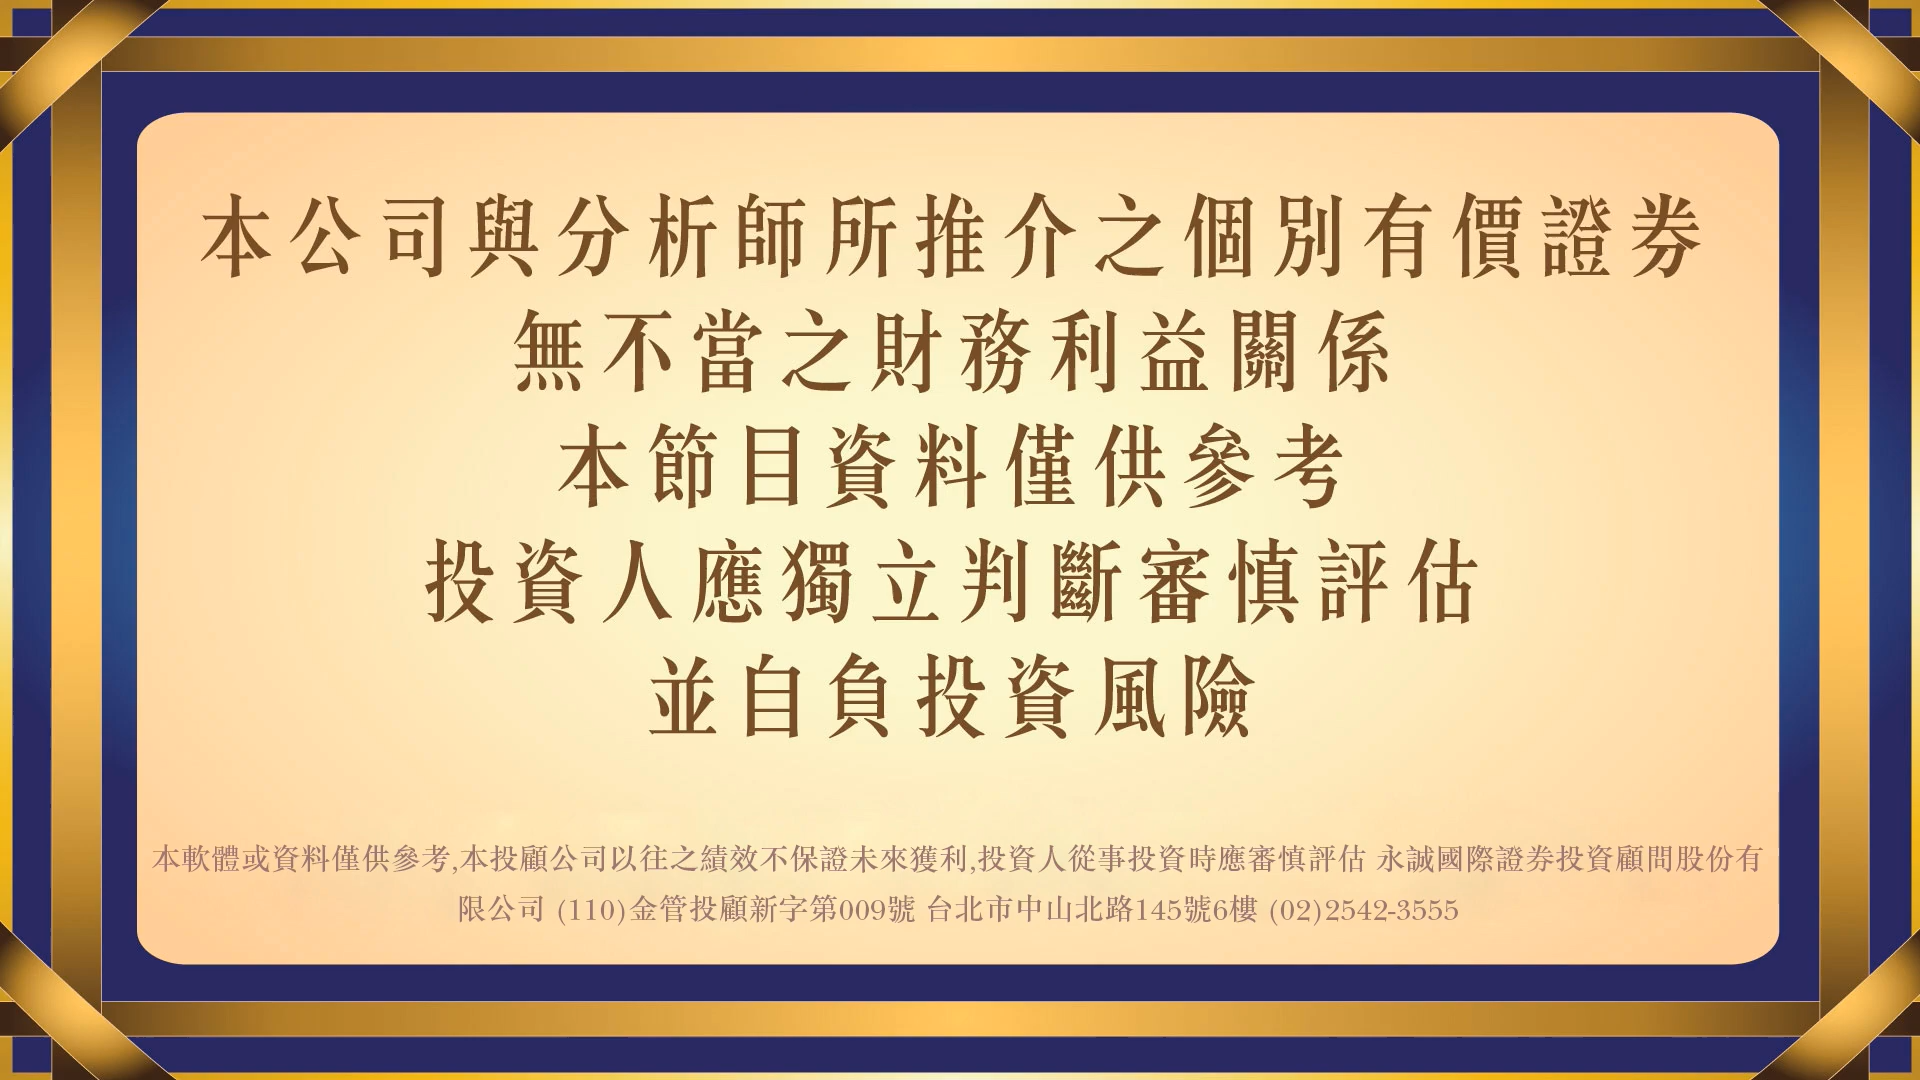 本公司與分析師所推介之個別有價證券
無不當之財務利益關係
本節目資料僅供參考
投資人應獨立判斷審慎評估
並自負投資風險
本軟體或資料僅供參考,本投顧公司以往之績效不保證未來獲利,投資人從事投資時應審慎評估 永誠國際證券投資顧問股份有
限公司 (110)金管投顧新字第009號 台北市中山北路145號6樓 (02)2542-3555